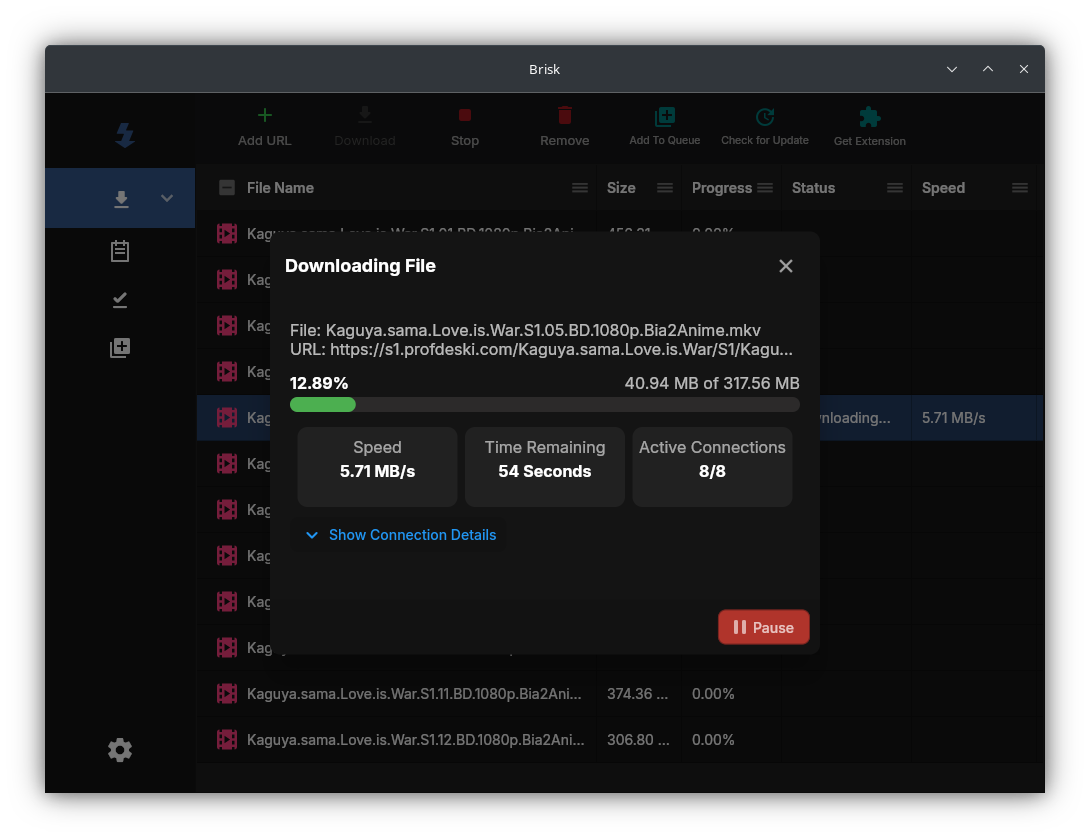 Brisk
Add URL
Download
Stop
Remove
Add To Queue
Check for Update
Get Extension
File Name
Size
Progress
Status
Speed
Kaguya.sama.Love.is.War.S1.01.BD.1080p.Bia2Ani...
0.00%
Kag
Kag
Kag
Kag
nloading...
5.71 MB/s
Kag
Kag
Kag
Kag
Kag
Downloading File
File: Kaguya.sama.Love.is.War.S1.05.BD.1080p.Bia2Anime.mkv
URL: https://s1.profdeski.com/Kaguya.sama.Love.is.War/S1/Kagu...
12.89%
40.94 MB of 317.56 MB
Speed
5.71 MB/s
Time Remaining
54 Seconds
Active Connections
8/8
Show Connection Details
Pause
Kaguya.sama.Love.is.War.S1.11.BD.1080p.Bia2Ani...
374.36 ...
0.00%
Kaguya.sama.Love.is.War.S1.12.BD.1080p.Bia2Ani...
306.80 ...
0.00%